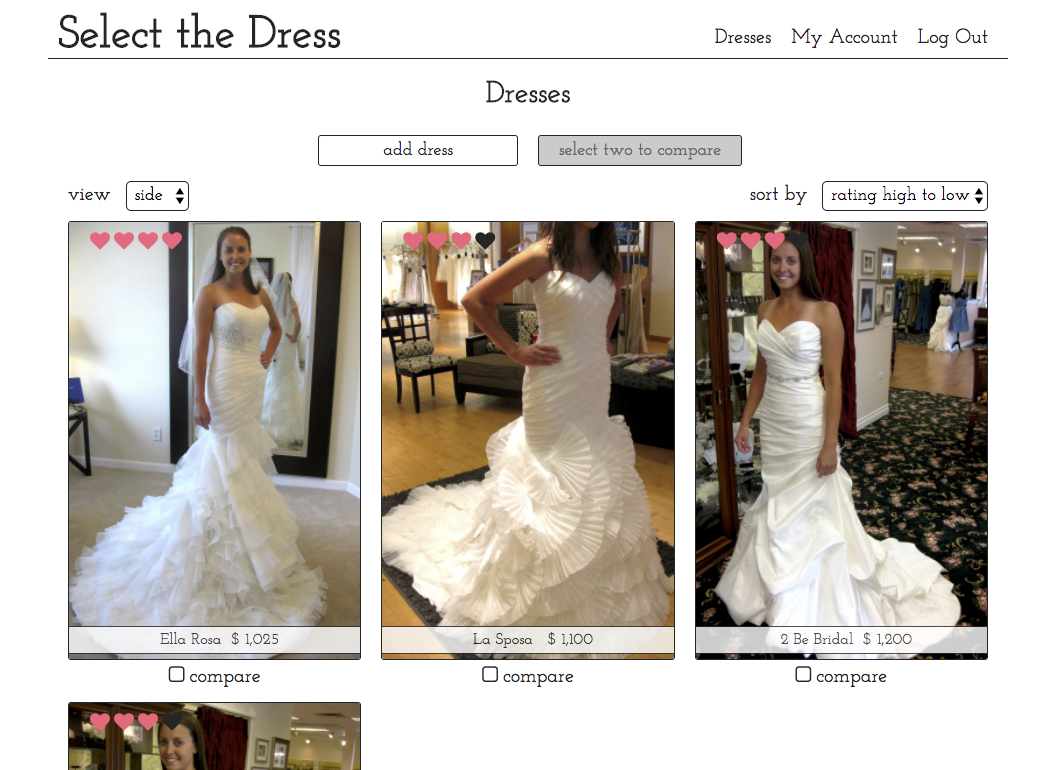 Select the Dress
Dresses My Account Log Out
Dresses
add dress select two to compare
view side sort by rating high to low
Ella Rosa $ 1,025
La Sposa $ 1,100
2 Be Bridal $ 1,200
compare
compare
compare